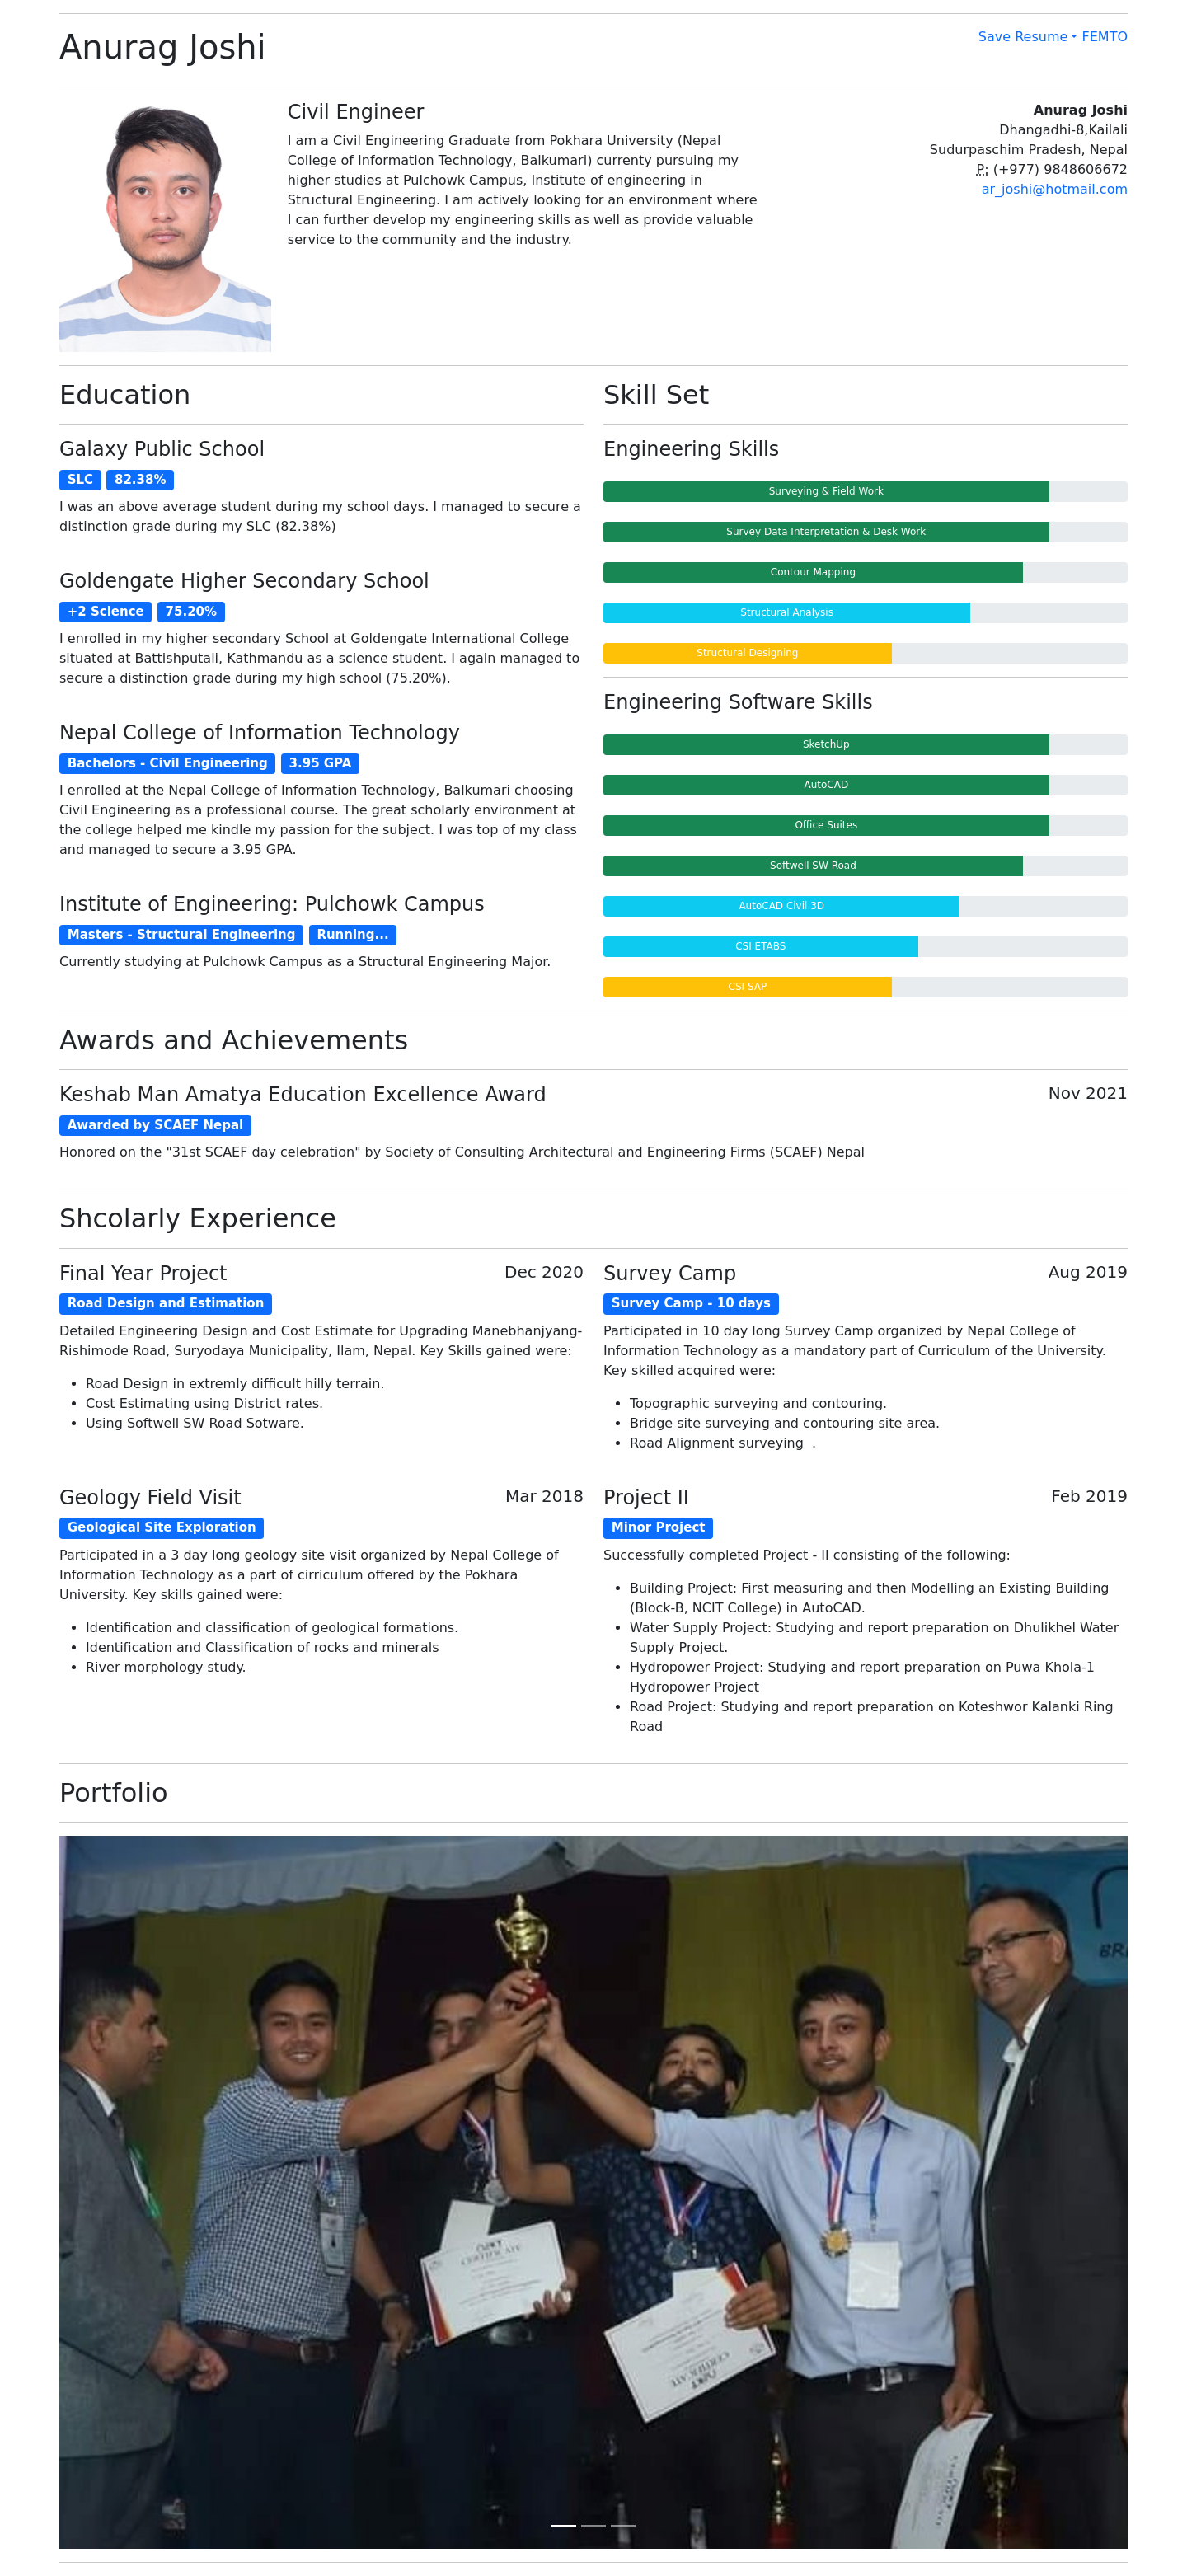 Anurag Joshi
Save Resume FEMTO
Civil Engineer
I am a Civil Engineering Graduate from Pokhara University (Nepal
College of Information Technology, Balkumari) currenty pursuing my
higher studies at Pulchowk Campus, Institute of engineering in
Structural Engineering. I am actively looking for an environment where
I can further develop my engineering skills as well as provide valuable
service to the community and the industry.
Anurag Joshi
Dhangadhi-8,Kailali
Sudurpaschim Pradesh, Nepal
P: (+977) 9848606672
ar_joshi@hotmail.com
Education
Galaxy Public School
SLC 82.38%
I was an above average student during my school days. I managed to secure a
distinction grade during my SLC (82.38%)
Goldengate Higher Secondary School
+2 Science 75.20%
I enrolled in my higher secondary School at Goldengate International College
situated at Battishputali, Kathmandu as a science student. I again managed to
secure a distinction grade during my high school (75.20%).
Nepal College of Information Technology
Bachelors - Civil Engineering 3.95 GPA
I enrolled at the Nepal College of Information Technology, Balkumari choosing
Civil Engineering as a professional course. The great scholarly environment at
the college helped me kindle my passion for the subject. I was top of my class
and managed to secure a 3.95 GPA.
Institute of Engineering: Pulchowk Campus
Masters - Structural Engineering Running...
Currently studying at Pulchowk Campus as a Structural Engineering Major.
Skill Set
Engineering Skills
Surveying & Field Work
Survey Data Interpretation & Desk Work
Contour Mapping
Structural Analysis
Structural Designing
Engineering Software Skills
SketchUp
AutoCAD
Office Suites
Softwell SW Road
AutoCAD Civil 3D
CSI ETABS
CSI SAP
Awards and Achievements
Keshab Man Amatya Education Excellence Award
Nov 2021
Awarded by SCAEF Nepal
Honored on the "31st SCAEF day celebration" by Society of Consulting Architectural and Engineering Firms (SCAEF) Nepal
Shcolarly Experience
Final Year Project
Dec 2020
Road Design and Estimation
Detailed Engineering Design and Cost Estimate for Upgrading Manebhanjyang-
Rishimode Road, Suryodaya Municipality, Ilam, Nepal. Key Skills gained were:
• Road Design in extremly difficult hilly terrain.
• Cost Estimating using District rates.
• Using Softwell SW Road Sotware.
Survey Camp
Aug 2019
Survey Camp - 10 days
Participated in 10 day long Survey Camp organized by Nepal College of
Information Technology as a mandatory part of Curriculum of the University.
Key skilled acquired were:
• Topographic surveying and contouring.
• Bridge site surveying and contouring site area.
• Road Alignment surveying .
Geology Field Visit
Mar 2018
Geological Site Exploration
Participated in a 3 day long geology site visit organized by Nepal College of
Information Technology as a part of cirriculum offered by the Pokhara
University. Key skills gained were:
• Identification and classification of geological formations.
• Identification and Classification of rocks and minerals
• River morphology study.
Project II
Feb 2019
Minor Project
Successfully completed Project - II consisting of the following:
• Building Project: First measuring and then Modelling an Existing Building
(Block-B, NCIT College) in AutoCAD.
• Water Supply Project: Studying and report preparation on Dhulikhel Water
Supply Project.
• Hydropower Project: Studying and report preparation on Puwa Khola-1
Hydropower Project
• Road Project: Studying and report preparation on Koteshwor Kalanki Ring
Road
Portfolio
CERTIFICATE
CERTIFICATE